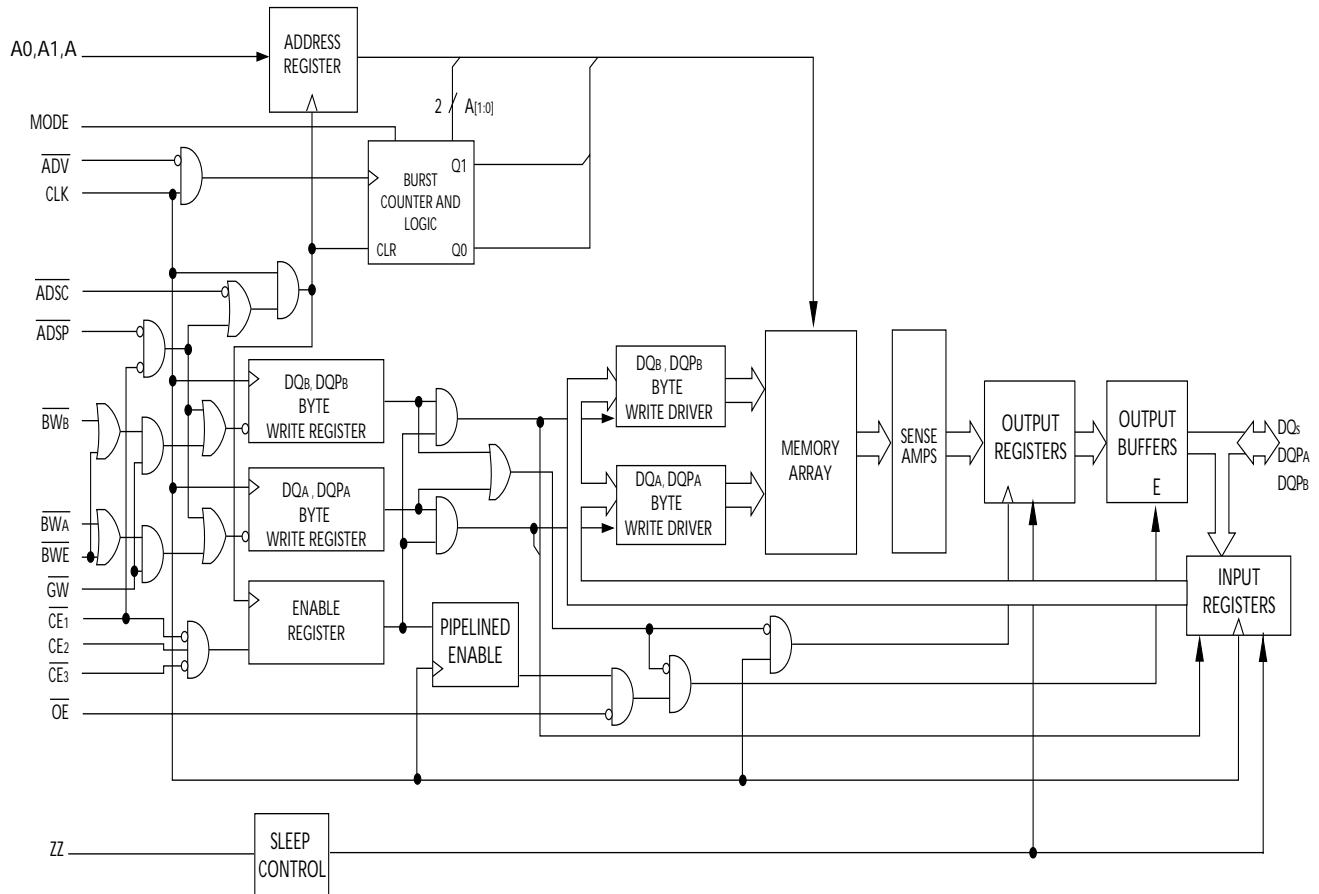 A0,A1,A
ADDRESS
REGISTER
2
A[1:0]
MODE
ADV
CLK
BURST
COUNTER AND
LOGIC
Q1
CLR
Q0
ADSC
ADSP
DQB, DQPB
BYTE
WRITE REGISTER
DQB , DQPB
BYTE
WRITE DRIVER
MEMORY
ARRAY
SENSE
AMPS
OUTPUT
REGISTERS
OUTPUT
BUFFERS
E
DQs
DQPA
DQPB
BWB
DQA , DQPA
BYTE
WRITE REGISTER
DQA , DQPA
BYTE
WRITE DRIVER
BWA
BWE
GW
CE1
CE2
CE3
ENABLE
REGISTER
PIPELINED
ENABLE
INPUT
REGISTERS
OE
ZZ
SLEEP
CONTROL